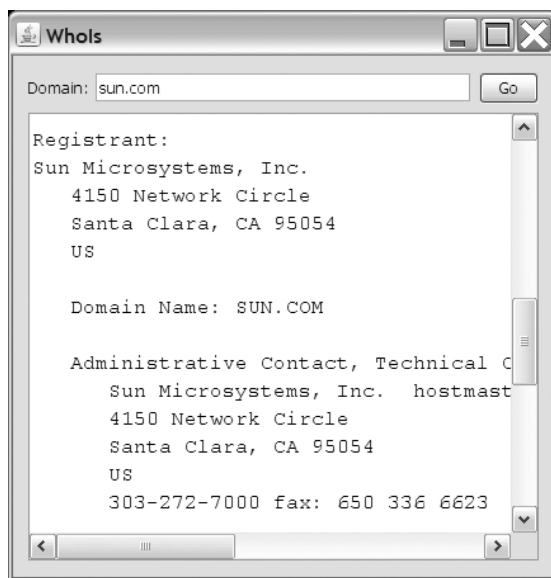 WhoIs
Domain: sun.com Go
Registrant:
Sun Microsystems, Inc.
4150 Network Circle
Santa Clara, CA 95054
US
Domain Name: SUN.COM
Administrative Contact, Technical C
Sun Microsystems, Inc. hostmast
4150 Network Circle
Santa Clara, CA 95054
US
303-272-7000 fax: 650 336 6623